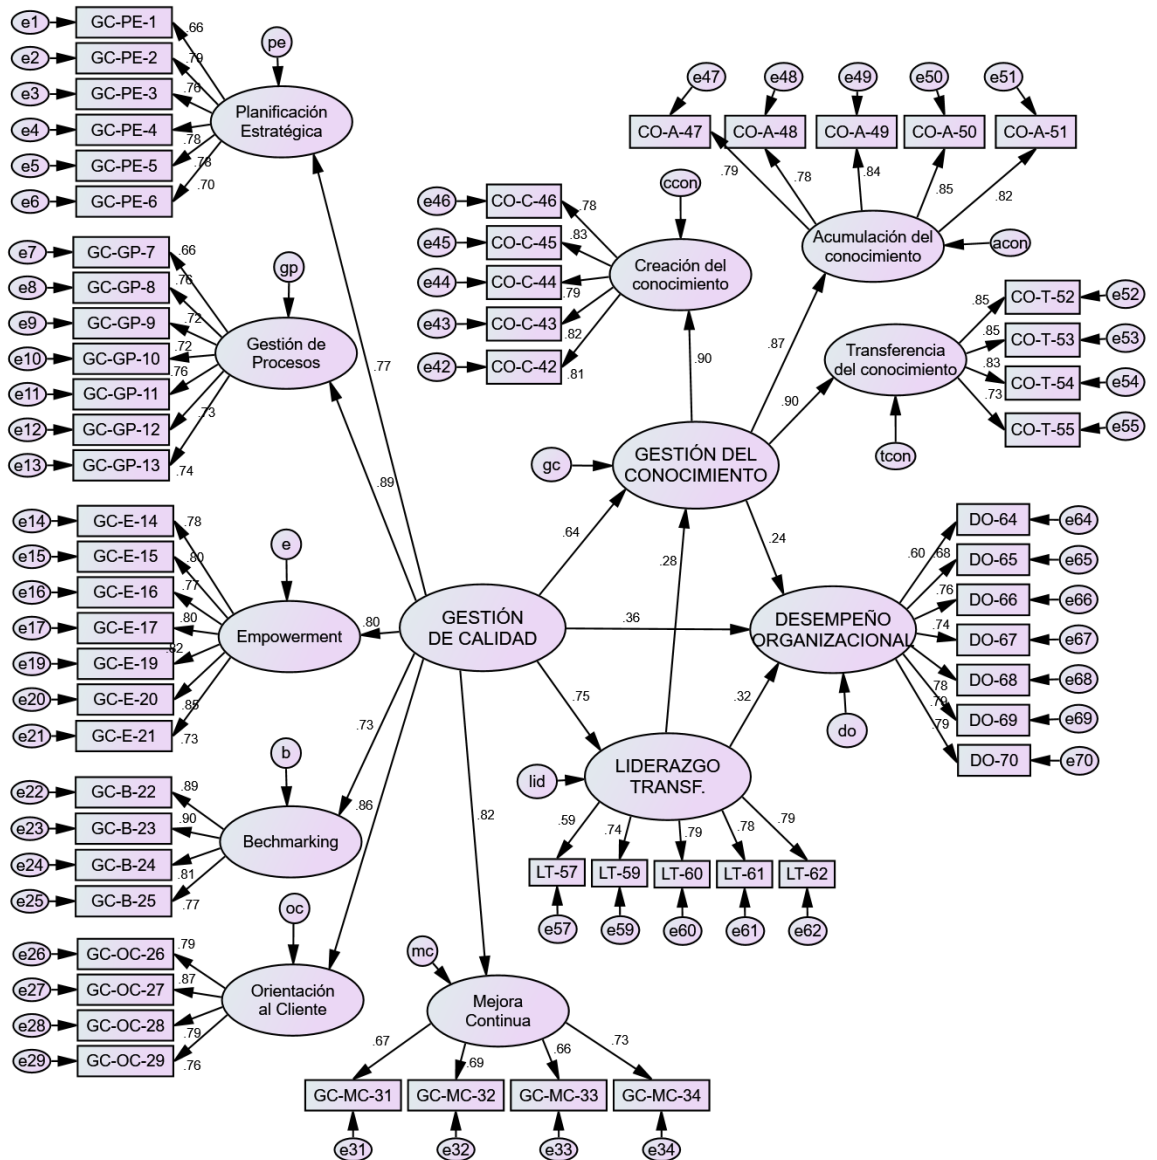 e1 GC-PE-1 .66
e2 GC-PE-2 .79
e3 GC-PE-3 .76
e4 GC-PE-4 .78
e5 GC-PE-5 .78
e6 GC-PE-6 .70
pe
Planificación
Estratégica
e7 GC-GP-7 .66
e8 GC-GP-8 .76
e9 GC-GP-9 .72
e10 GC-GP-10 .72
e11 GC-GP-11 .76
e12 GC-GP-12 .73
e13 GC-GP-13 .74
gp
Gestión de
Procesos
.77
.89
e14 GC-E-14 .78
e15 GC-E-15 .80
e16 GC-E-16 .77
e17 GC-E-17 .80
e19 GC-E-19 .82
e20 GC-E-20 .85
e21 GC-E-21 .73
e
Empowerment
.80
e22 GC-B-22 .89
e23 GC-B-23 .90
e24 GC-B-24 .81
e25 GC-B-25 .77
b
Bechmarking
.73
.86
e26 GC-OC-26 .79
e27 GC-OC-27 .87
e28 GC-OC-28 .79
e29 GC-OC-29 .76
oc
Orientación
al Cliente
GESTIÓN
DE CALIDAD
.82
mc
Mejora
Continua
.67 .69 .66 .73
GC-MC-31 GC-MC-32 GC-MC-33 GC-MC-34
e31 e32 e33 e34
e47 e48 e49 e50 e51
CO-A-47 CO-A-48 CO-A-49 CO-A-50 CO-A-51
.79 .78 .84 .85 .82
Acumulación del
conocimiento
acon
e46 CO-C-46 .78
e45 CO-C-45 .83
e44 CO-C-44 .79
e43 CO-C-43 .82
e42 CO-C-42 .81
ccon
Creación del
conocimiento
.90
.87
.90
Transferencia
del conocimiento
tcon
.85 CO-T-52 e52
.85 CO-T-53 e53
.83 CO-T-54 e54
.73 CO-T-55 e55
gc
GESTIÓN DEL
CONOCIMIENTO
.64
.28
.24
.36
.75
.32
DESEMPEÑO
ORGANIZACIONAL
do
.60 DO-64 e64
.68 DO-65 e65
.76 DO-66 e66
.74 DO-67 e67
.78 DO-68 e68
.79 DO-69 e69
.79 DO-70 e70
lid
LIDERAZGO
TRANSF.
.59 .74 .79 .78 .79
LT-57 LT-59 LT-60 LT-61 LT-62
e57 e59 e60 e61 e62